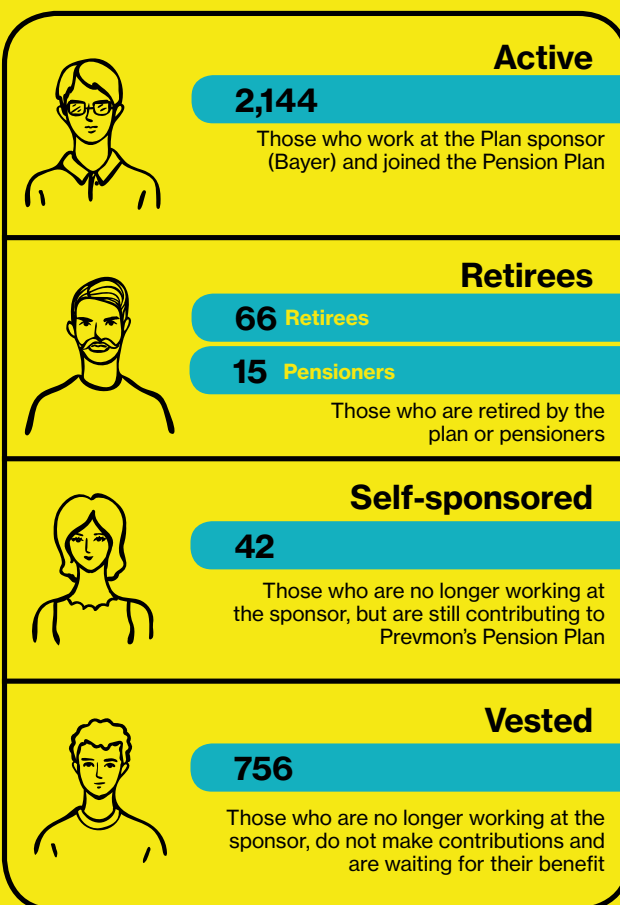 Active
2,144
Those who work at the Plan sponsor
(Bayer) and joined the Pension Plan
Retirees
66 Retirees
15 Pensioners
Those who are retired by the
plan or pensioners
Self-sponsored
42
Those who are no longer working at
the sponsor, but are still contributing to
Prevmon’s Pension Plan
Vested
756
Those who are no longer working at the
sponsor, do not make contributions and
are waiting for their benefit